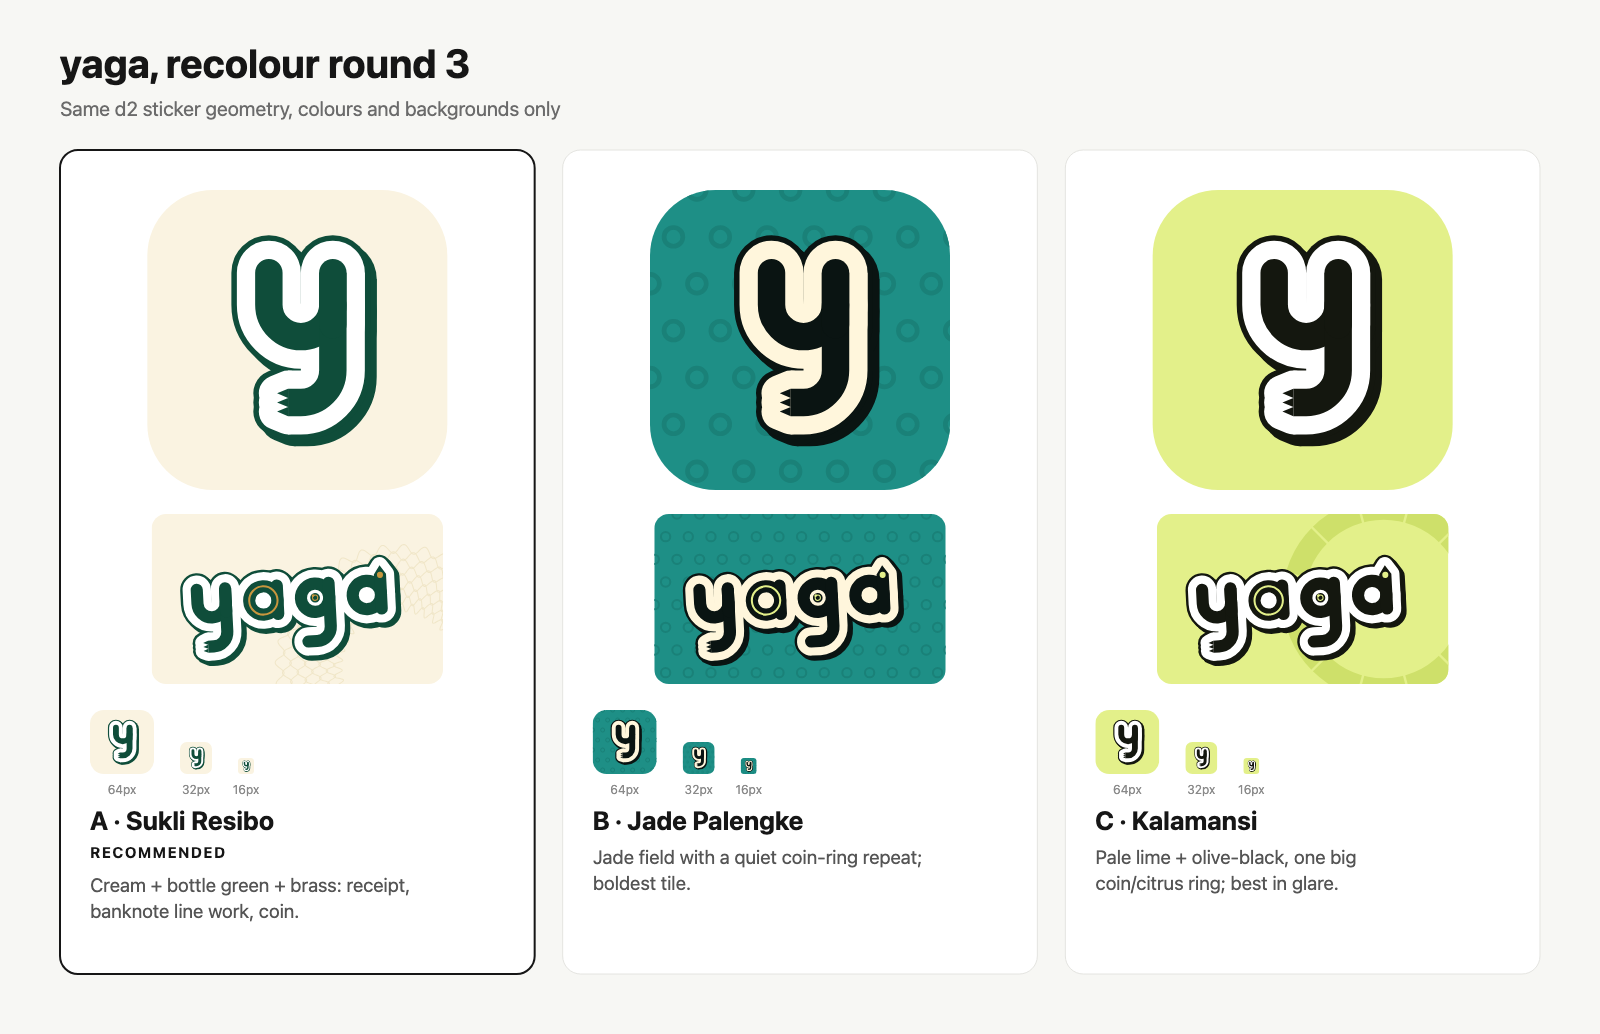 yaga, recolour round 3
Same d2 sticker geometry, colours and backgrounds only
y
y
y
yaga
yaga
yaga
y
y
y
64px
32px
16px
y
y
y
64px
32px
16px
y
y
y
64px
32px
16px
A · Sukli Resibo
RECOMMENDED
Cream + bottle green + brass: receipt,
banknote line work, coin.
B · Jade Palengke
Jade field with a quiet coin-ring repeat;
boldest tile.
C · Kalamansi
Pale lime + olive-black, one big
coin/citrus ring; best in glare.